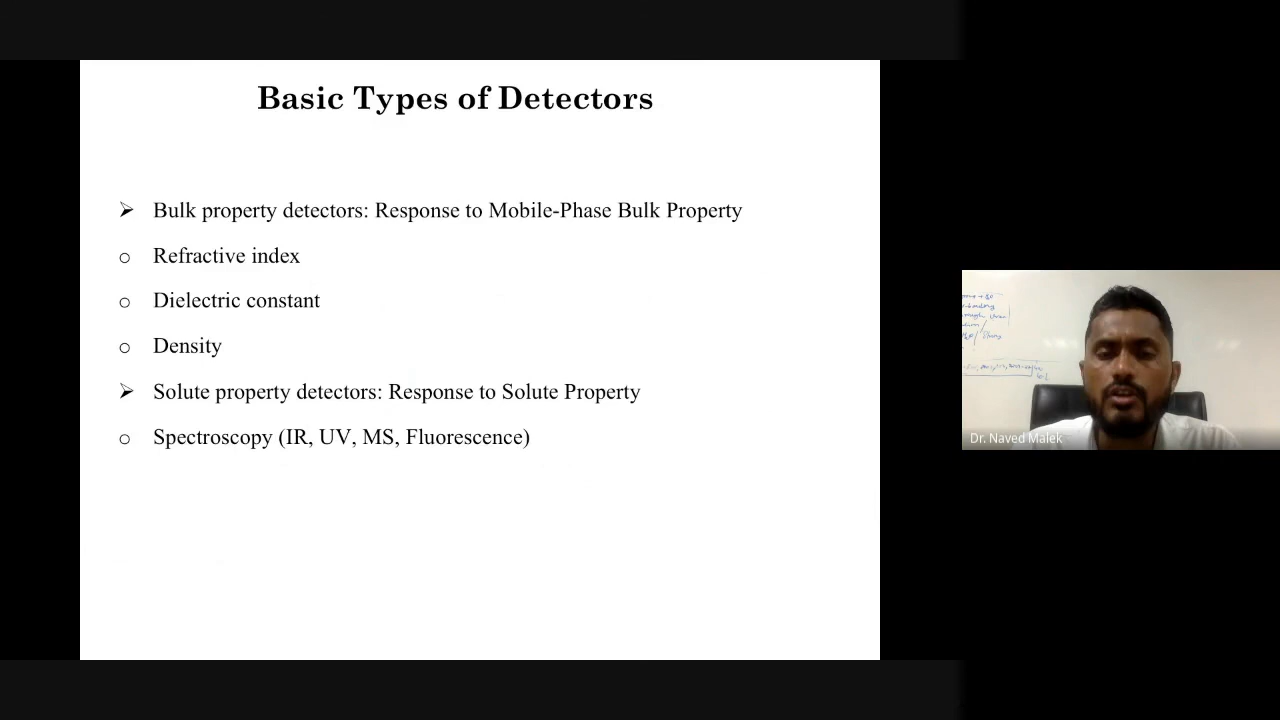 Basic Types of Detectors
➢ Bulk property detectors: Response to Mobile-Phase Bulk Property
o Refractive index
o Dielectric constant
o Density
➢ Solute property detectors: Response to Solute Property
o Spectroscopy (IR, UV, MS, Fluorescence)
Dr. Naved Malek